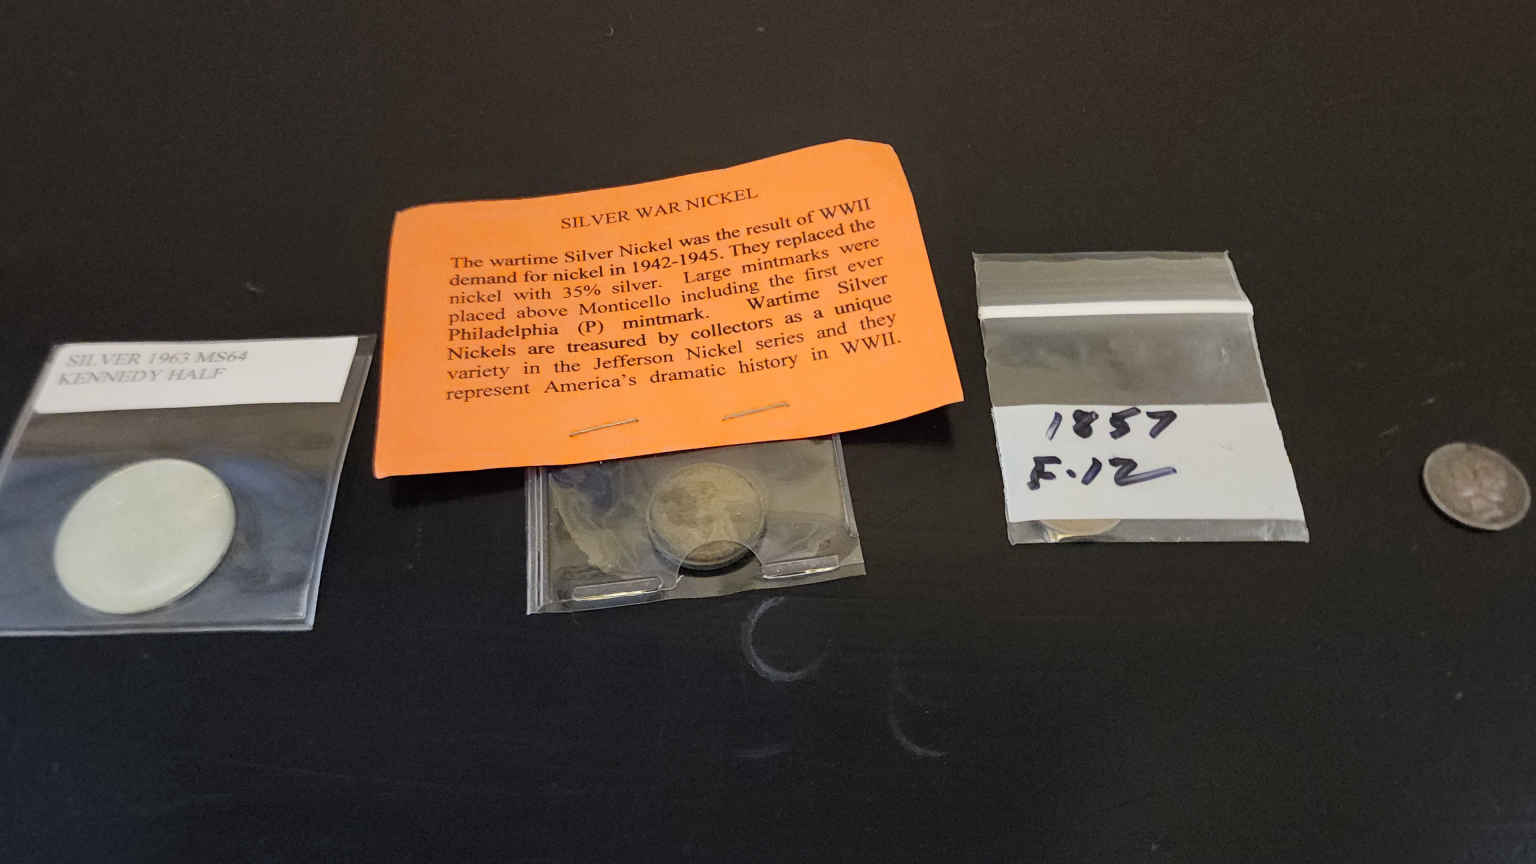 SILVER 1963 MS64
KENNEDY HALF
SILVER WAR NICKEL
The wartime Silver Nickel was the result of WWII
demand for nickel in 1942-1945. They replaced the
nickel with 35% silver. Large mintmarks were
placed above Monticello including the first ever
Philadelphia (P) mintmark. Wartime Silver
Nickels are treasured by collectors as a unique
variety in the Jefferson Nickel series and they
represent America's dramatic history in WWII.
1857
F.12